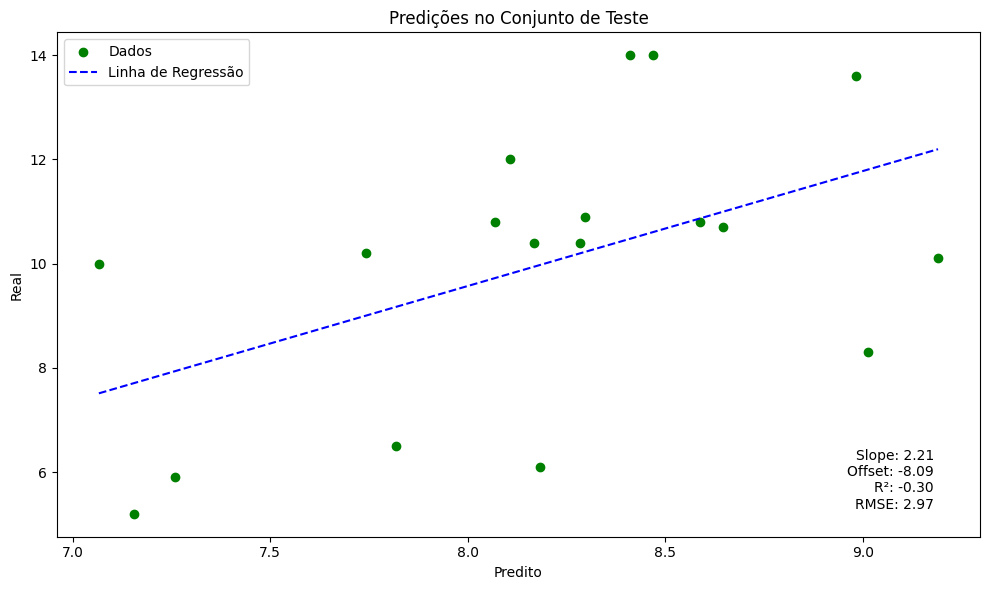 Predições no Conjunto de Teste
Dados
Linha de Regressão
14
12
10
8
6
Real
Slope: 2.21
Offset: -8.09
R²: -0.30
RMSE: 2.97
7.0 7.5 8.0 8.5 9.0
Predito